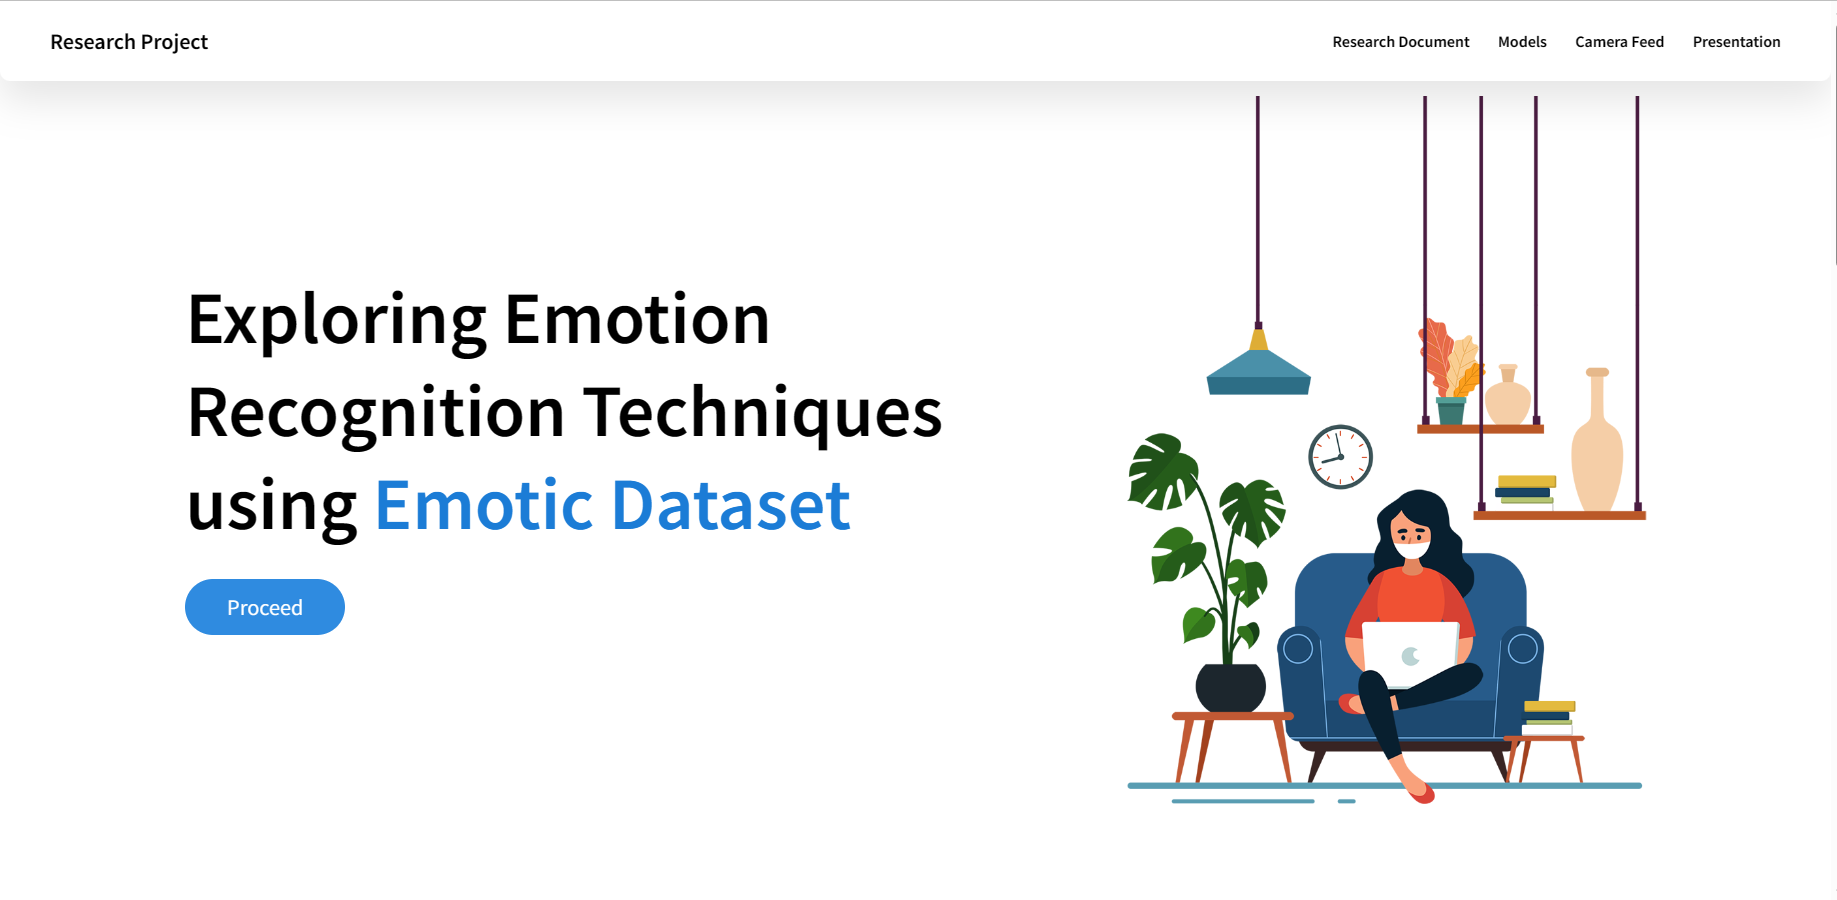 Research Project
Research Document
Models
Camera Feed
Presentation
Exploring Emotion
Recognition Techniques
using Emotic Dataset
Proceed